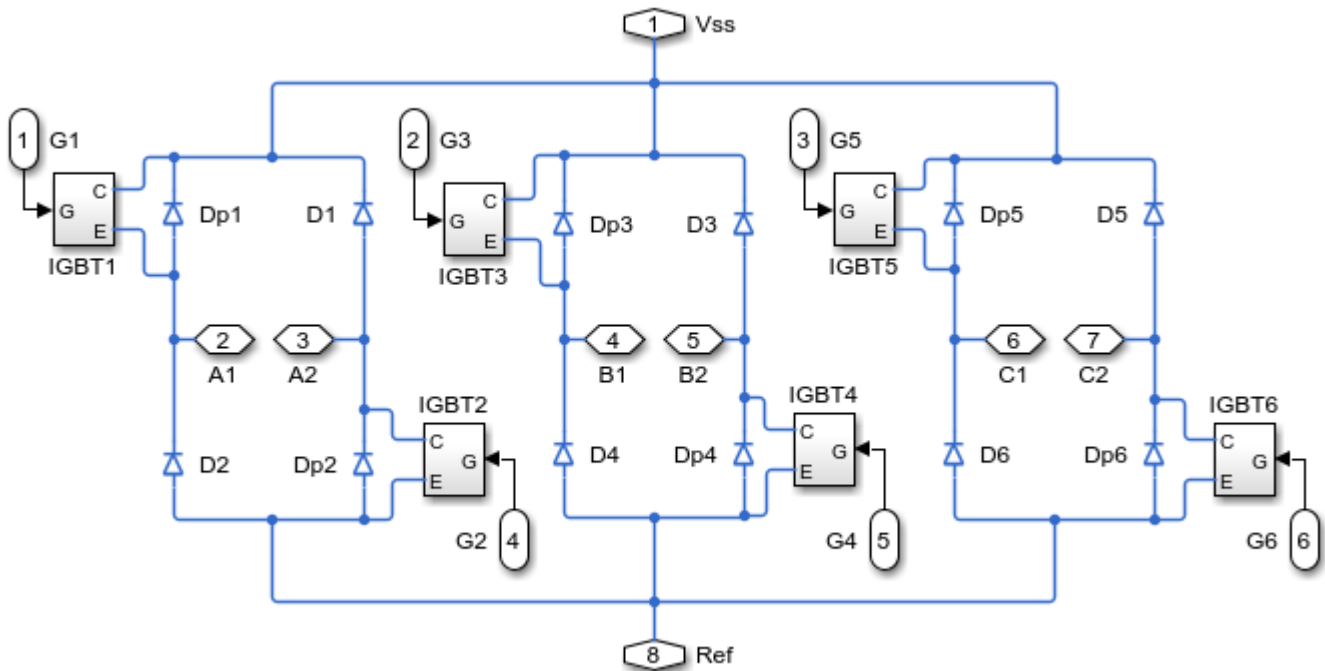 1 Vss
1 G1
2 G3
3 G5
C
G
E
IGBT1
Dp1
D1
C
G
E
IGBT3
Dp3
D3
C
G
E
IGBT5
Dp5
D5
2
A1
3
A2
4
B1
5
B2
6
C1
7
C2
IGBT2
C
G
E
IGBT4
C
G
E
IGBT6
C
G
E
D2
Dp2
D4
Dp4
D6
Dp6
G2 4
G4 5
G6 6
8 Ref